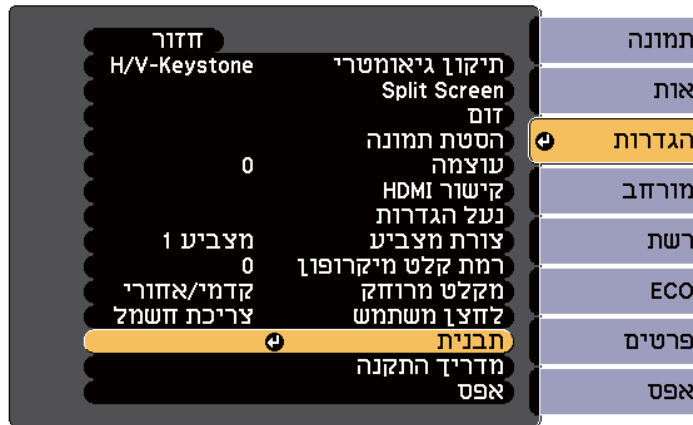 תמונה
אות
הגדרות
מורחב
רשת
ECO
פרטים
אפס
חזור
תיקון גיאומטרי H/V-Keystone
Split Screen
זום
הסטת תמונה
עוצמה 0
קישור HDMI
נעל הגדרות
צורת מצביע מצביע 1
רמת קלט מיקרופון 0
מקלט מרוחק קדמי/אחורי
לחצן משתמש צריכת חשמל
תבנית
מדריך התקנה
אפס